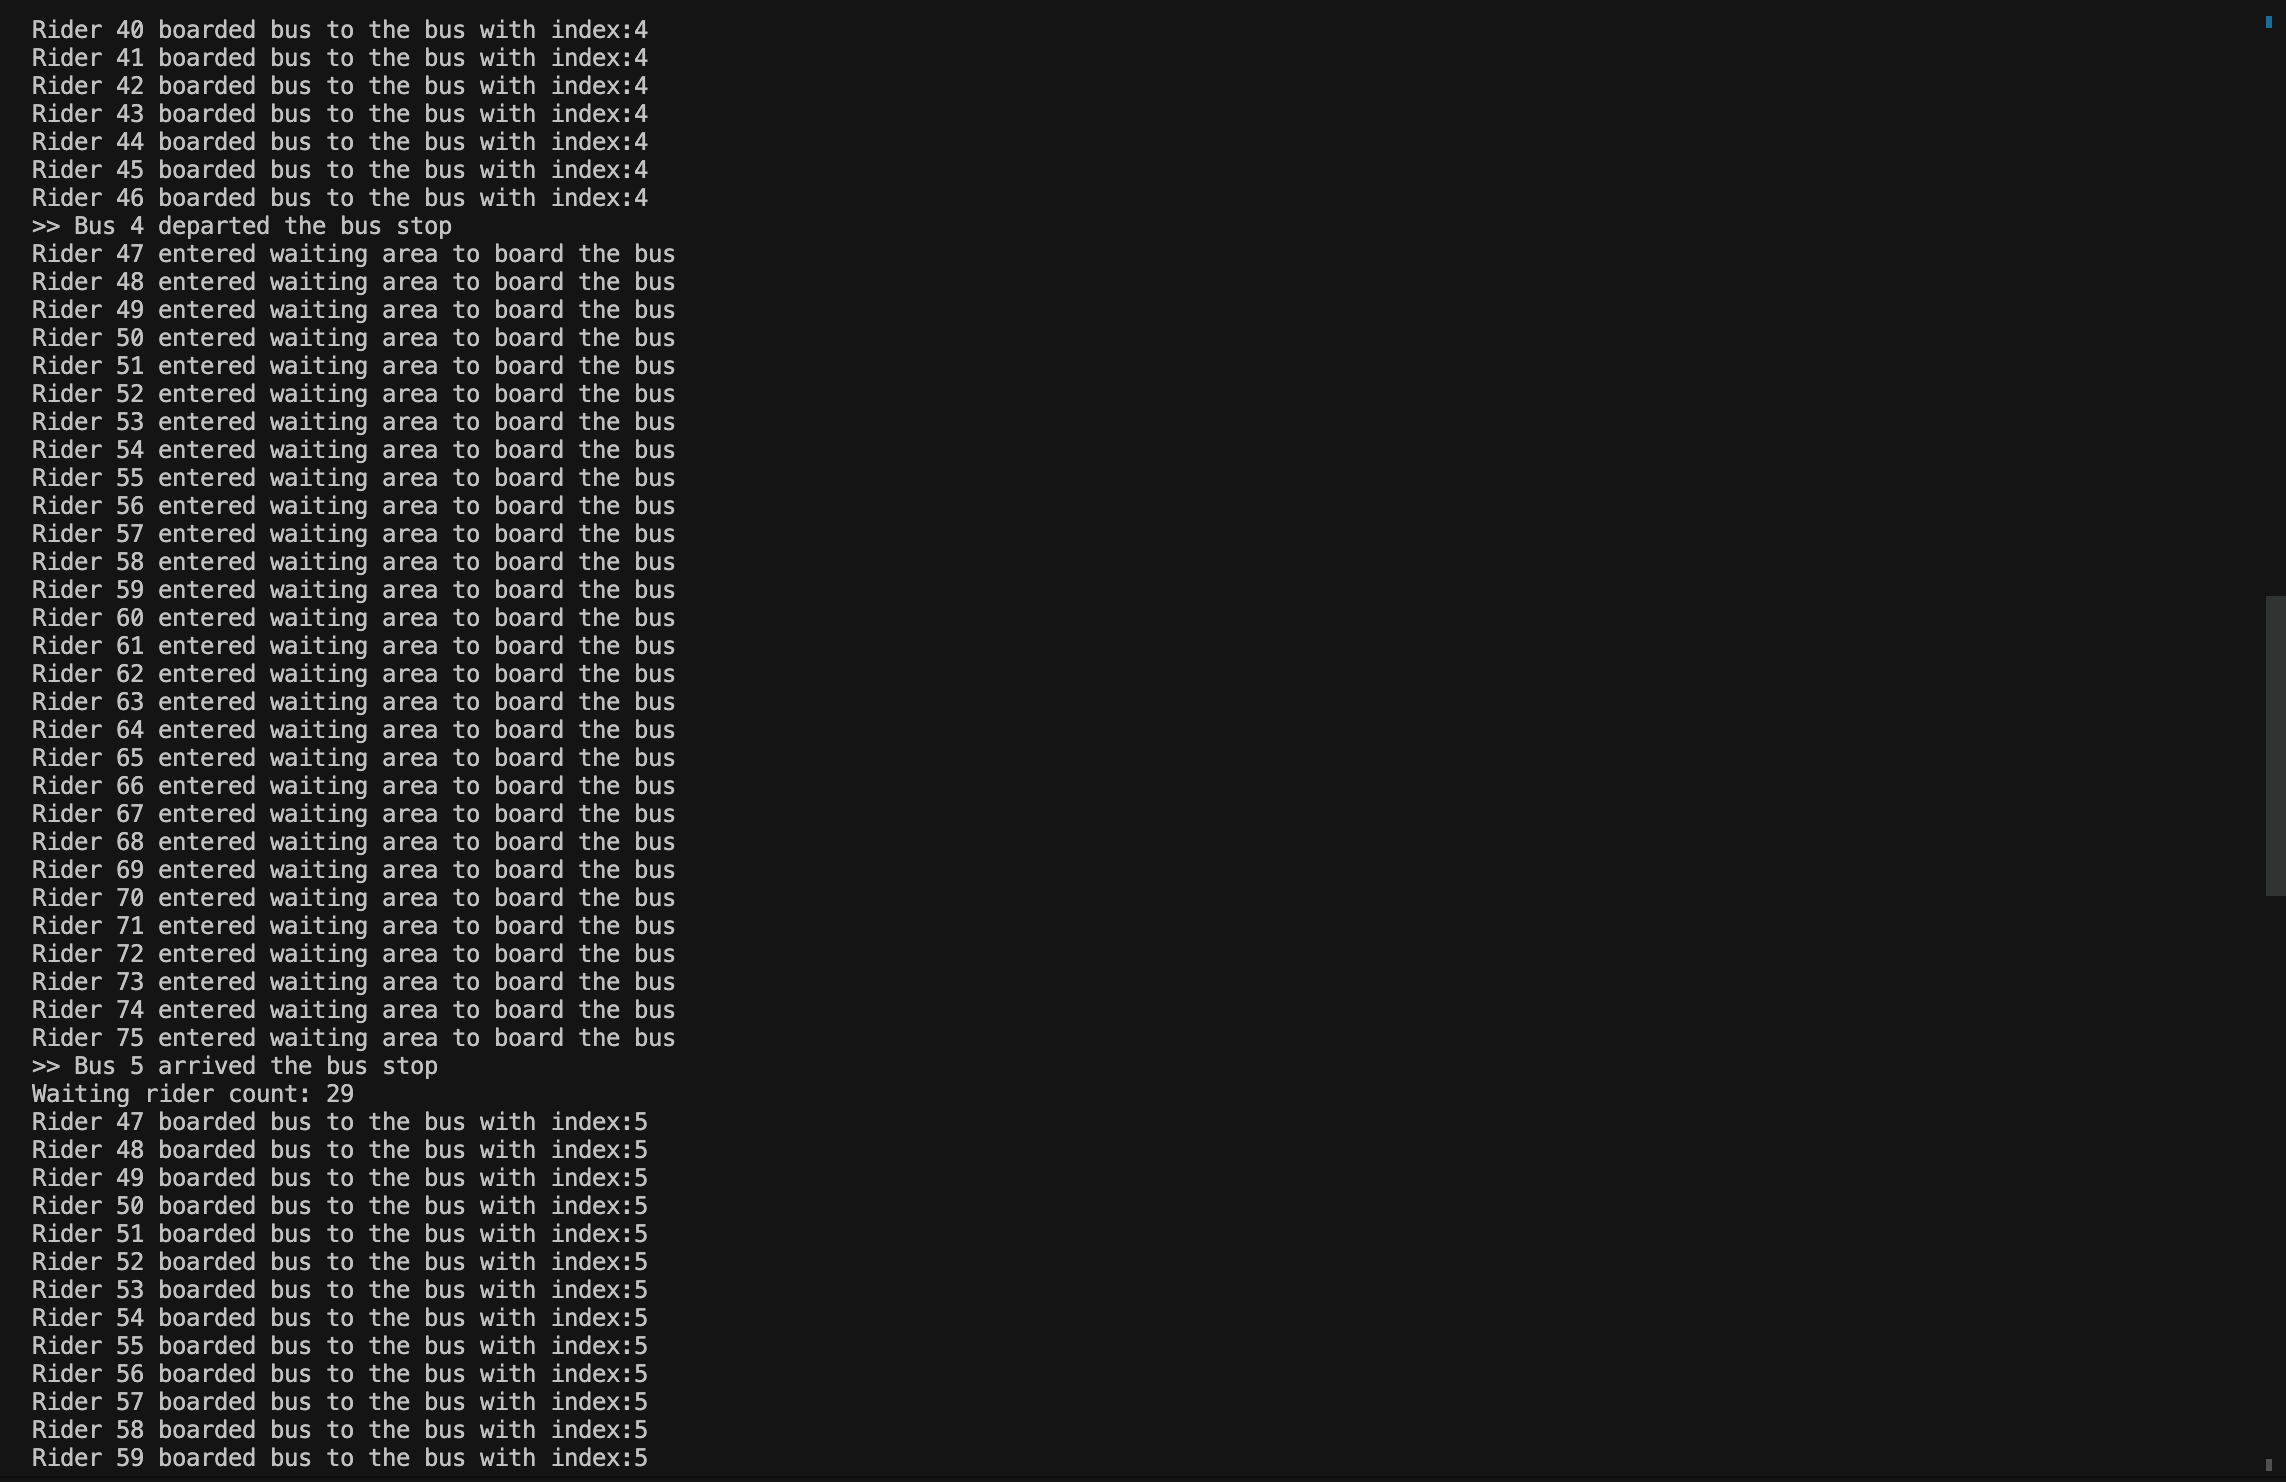 Rider 40 boarded bus to the bus with index:4
Rider 41 boarded bus to the bus with index:4
Rider 42 boarded bus to the bus with index:4
Rider 43 boarded bus to the bus with index:4
Rider 44 boarded bus to the bus with index:4
Rider 45 boarded bus to the bus with index:4
Rider 46 boarded bus to the bus with index:4
>> Bus 4 departed the bus stop
Rider 47 entered waiting area to board the bus
Rider 48 entered waiting area to board the bus
Rider 49 entered waiting area to board the bus
Rider 50 entered waiting area to board the bus
Rider 51 entered waiting area to board the bus
Rider 52 entered waiting area to board the bus
Rider 53 entered waiting area to board the bus
Rider 54 entered waiting area to board the bus
Rider 55 entered waiting area to board the bus
Rider 56 entered waiting area to board the bus
Rider 57 entered waiting area to board the bus
Rider 58 entered waiting area to board the bus
Rider 59 entered waiting area to board the bus
Rider 60 entered waiting area to board the bus
Rider 61 entered waiting area to board the bus
Rider 62 entered waiting area to board the bus
Rider 63 entered waiting area to board the bus
Rider 64 entered waiting area to board the bus
Rider 65 entered waiting area to board the bus
Rider 66 entered waiting area to board the bus
Rider 67 entered waiting area to board the bus
Rider 68 entered waiting area to board the bus
Rider 69 entered waiting area to board the bus
Rider 70 entered waiting area to board the bus
Rider 71 entered waiting area to board the bus
Rider 72 entered waiting area to board the bus
Rider 73 entered waiting area to board the bus
Rider 74 entered waiting area to board the bus
Rider 75 entered waiting area to board the bus
>> Bus 5 arrived the bus stop
Waiting rider count: 29
Rider 47 boarded bus to the bus with index:5
Rider 48 boarded bus to the bus with index:5
Rider 49 boarded bus to the bus with index:5
Rider 50 boarded bus to the bus with index:5
Rider 51 boarded bus to the bus with index:5
Rider 52 boarded bus to the bus with index:5
Rider 53 boarded bus to the bus with index:5
Rider 54 boarded bus to the bus with index:5
Rider 55 boarded bus to the bus with index:5
Rider 56 boarded bus to the bus with index:5
Rider 57 boarded bus to the bus with index:5
Rider 58 boarded bus to the bus with index:5
Rider 59 boarded bus to the bus with index:5